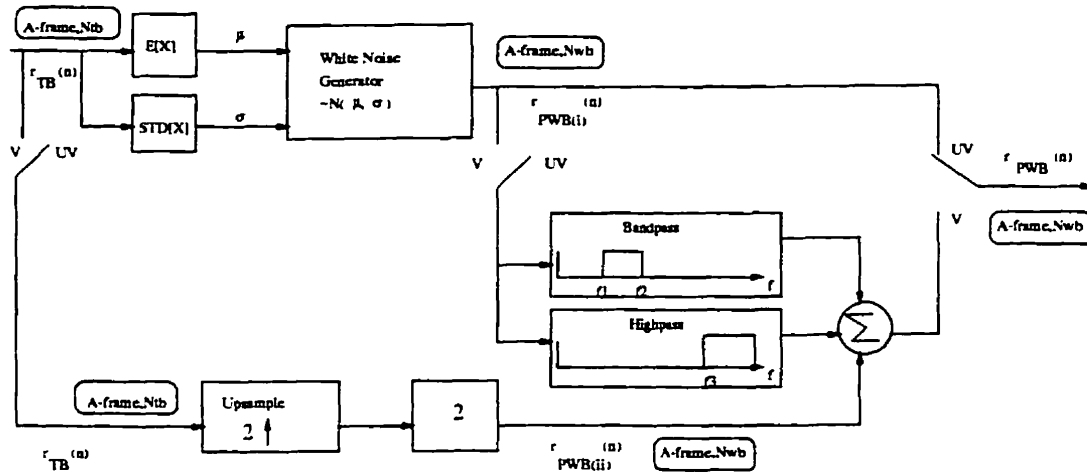 A-frame,Ntb
E[X]
μ
White Noise
Generator
~N( μ, σ )
A-frame,Nwb
r TB (n)
STD[X]
σ
r PWB(i) (n)
V
UV
V
UV
UV
r PWB (n)
V
A-frame,Nwb
Bandpass
f1
f2
f
Highpass
f3
f
Σ
A-frame,Ntb
Upsample
2 ↑
2
r TB (n)
r PWB(ii) (n)
A-frame,Nwb